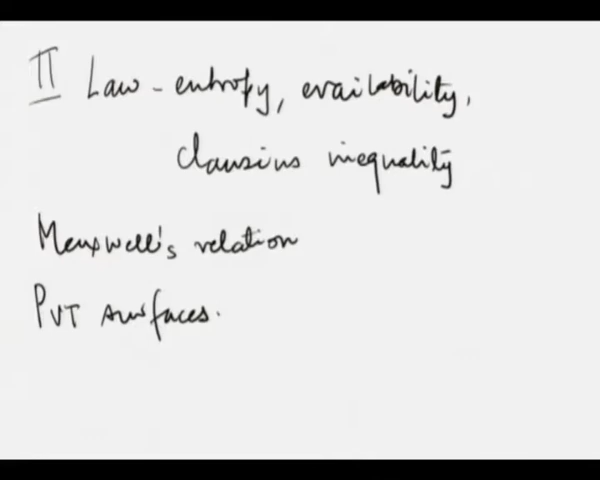 II Law - entropy, availability,
clausius inequality
Maxwell's relation
PVT surfaces.